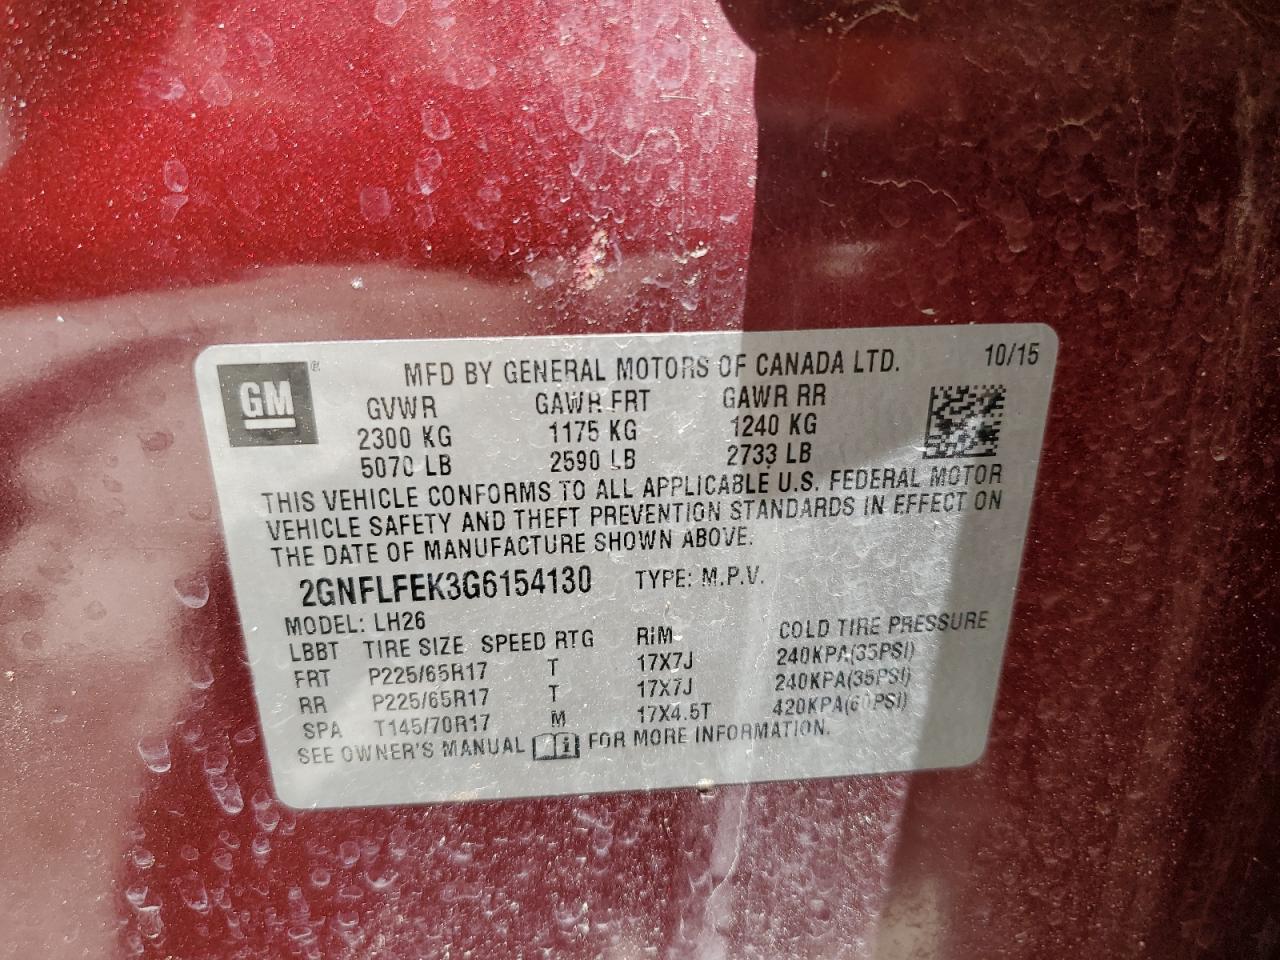 GM® MFD BY GENERAL MOTORS OF CANADA LTD. 10/15
GVWR GAWR FRT GAWR RR
2300 KG 1175 KG 1240 KG
5070 LB 2590 LB 2733 LB
THIS VEHICLE CONFORMS TO ALL APPLICABLE U.S. FEDERAL MOTOR
VEHICLE SAFETY AND THEFT PREVENTION STANDARDS IN EFFECT ON
THE DATE OF MANUFACTURE SHOWN ABOVE.
2GNFLFEK3G6154130 TYPE: M.P.V.
MODEL: LH26
LBBT TIRE SIZE SPEED RTG RIM COLD TIRE PRESSURE
FRT P225/65R17 T 17X7J 240KPA(35PSI)
RR P225/65R17 T 17X7J 240KPA(35PSI)
SPA T145/70R17 M 17X4.5T 420KPA(60PSI)
SEE OWNER'S MANUAL FOR MORE INFORMATION.